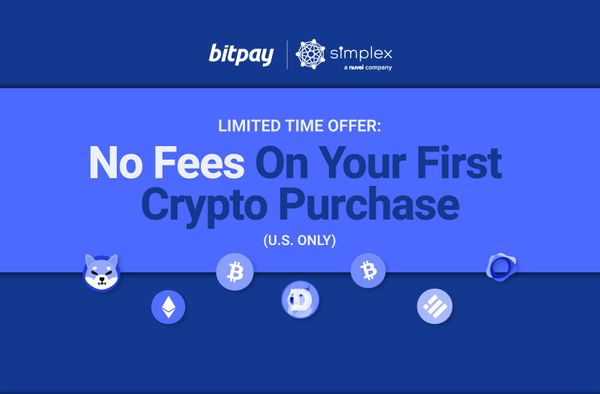 bitpay
simplex
a nuvei company
LIMITED TIME OFFER:
No Fees On Your First
Crypto Purchase
(U.S. ONLY)